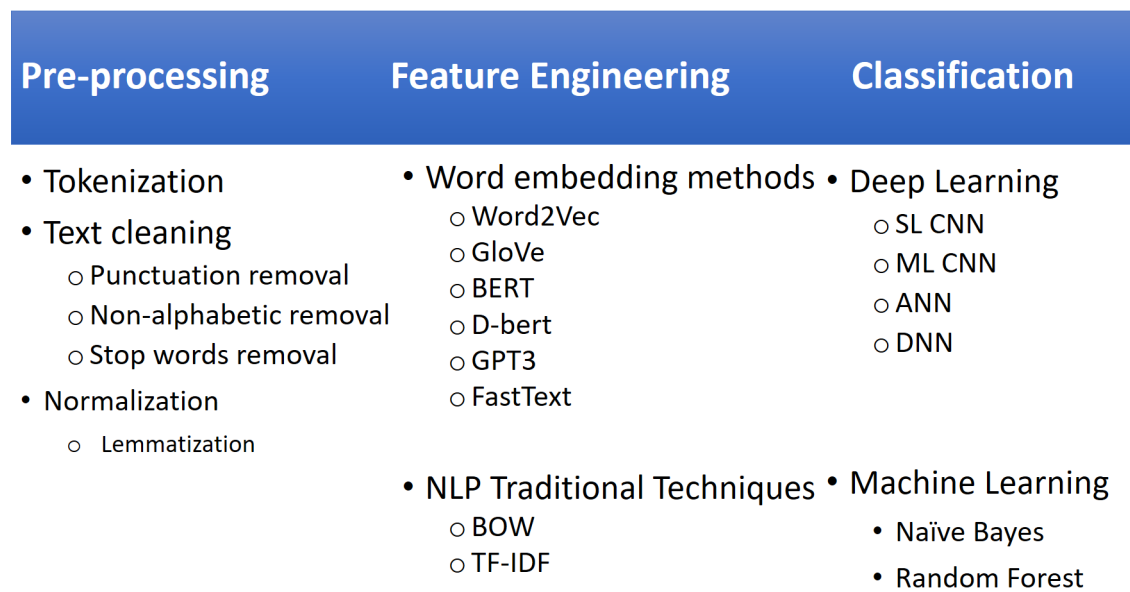 Pre-processing
Feature Engineering
Classification
• Tokenization
• Text cleaning
o Punctuation removal
o Non-alphabetic removal
o Stop words removal
• Normalization
o Lemmatization
• Word embedding methods
o Word2Vec
o GloVe
o BERT
o D-bert
o GPT3
o FastText
• NLP Traditional Techniques
o BOW
o TF-IDF
• Deep Learning
o SL CNN
o ML CNN
o ANN
o DNN
• Machine Learning
• Naïve Bayes
• Random Forest